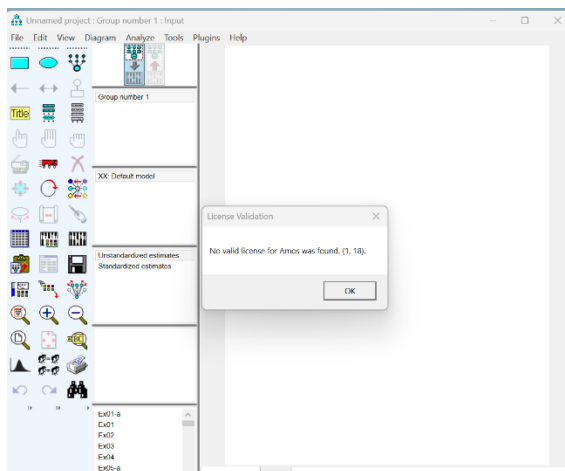 Unnamed project : Group number 1 : Input
File Edit View Diagram Analyze Tools Plugins Help
Title
Group number 1
XX: Default model
License Validation
No valid license for Amos was found. (1, 18).
OK
Unstandardized estimates
Standardized estimates
Ex01-a
Ex01
Ex02
Ex03
Ex04
Ex05-a